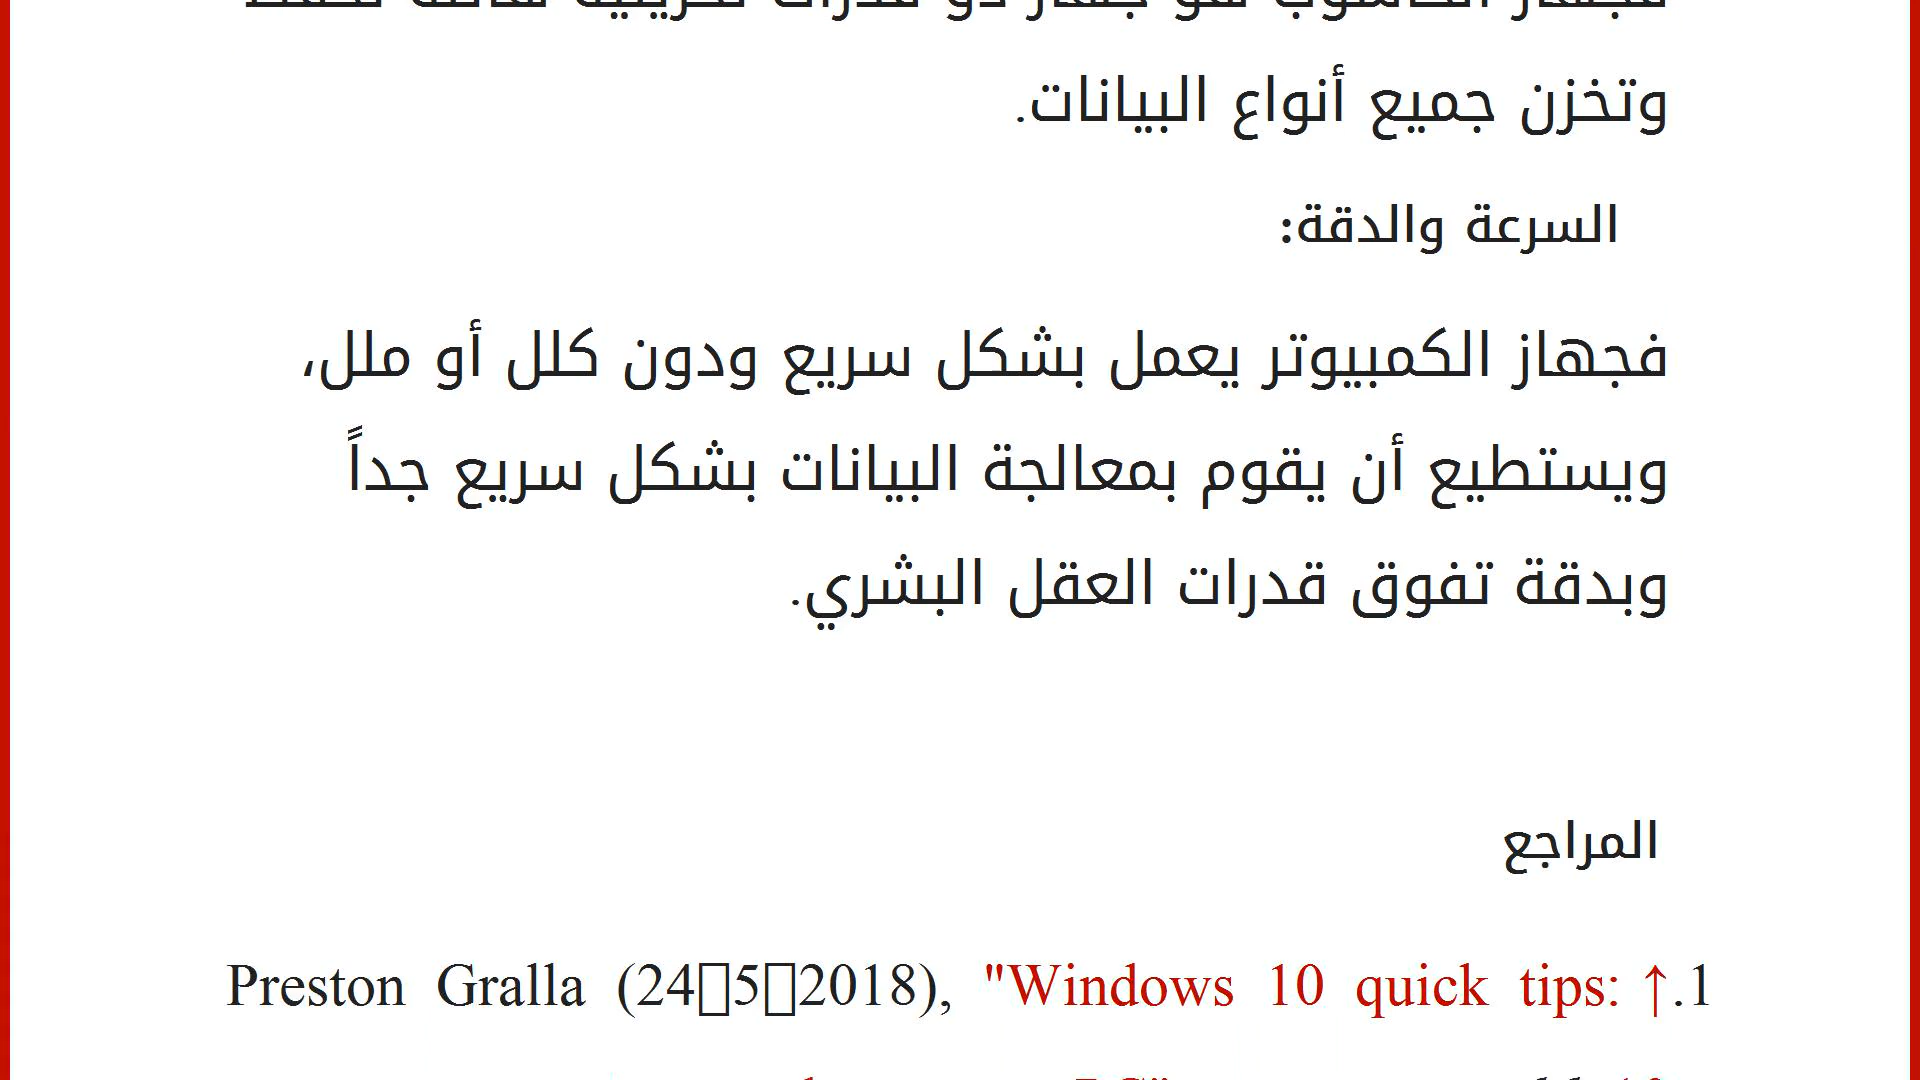 وتخزن جميع أنواع البيانات.
السرعة والدقة:
فجهاز الكمبيوتر يعمل بشكل سريع ودون كلل أو ملل،
ويستطيع أن يقوم بمعالجة البيانات بشكل سريع جداً
وبدقة تفوق قدرات العقل البشري.
المراجع
1.↑ Preston Gralla (24▯5▯2018), "Windows 10 quick tips: